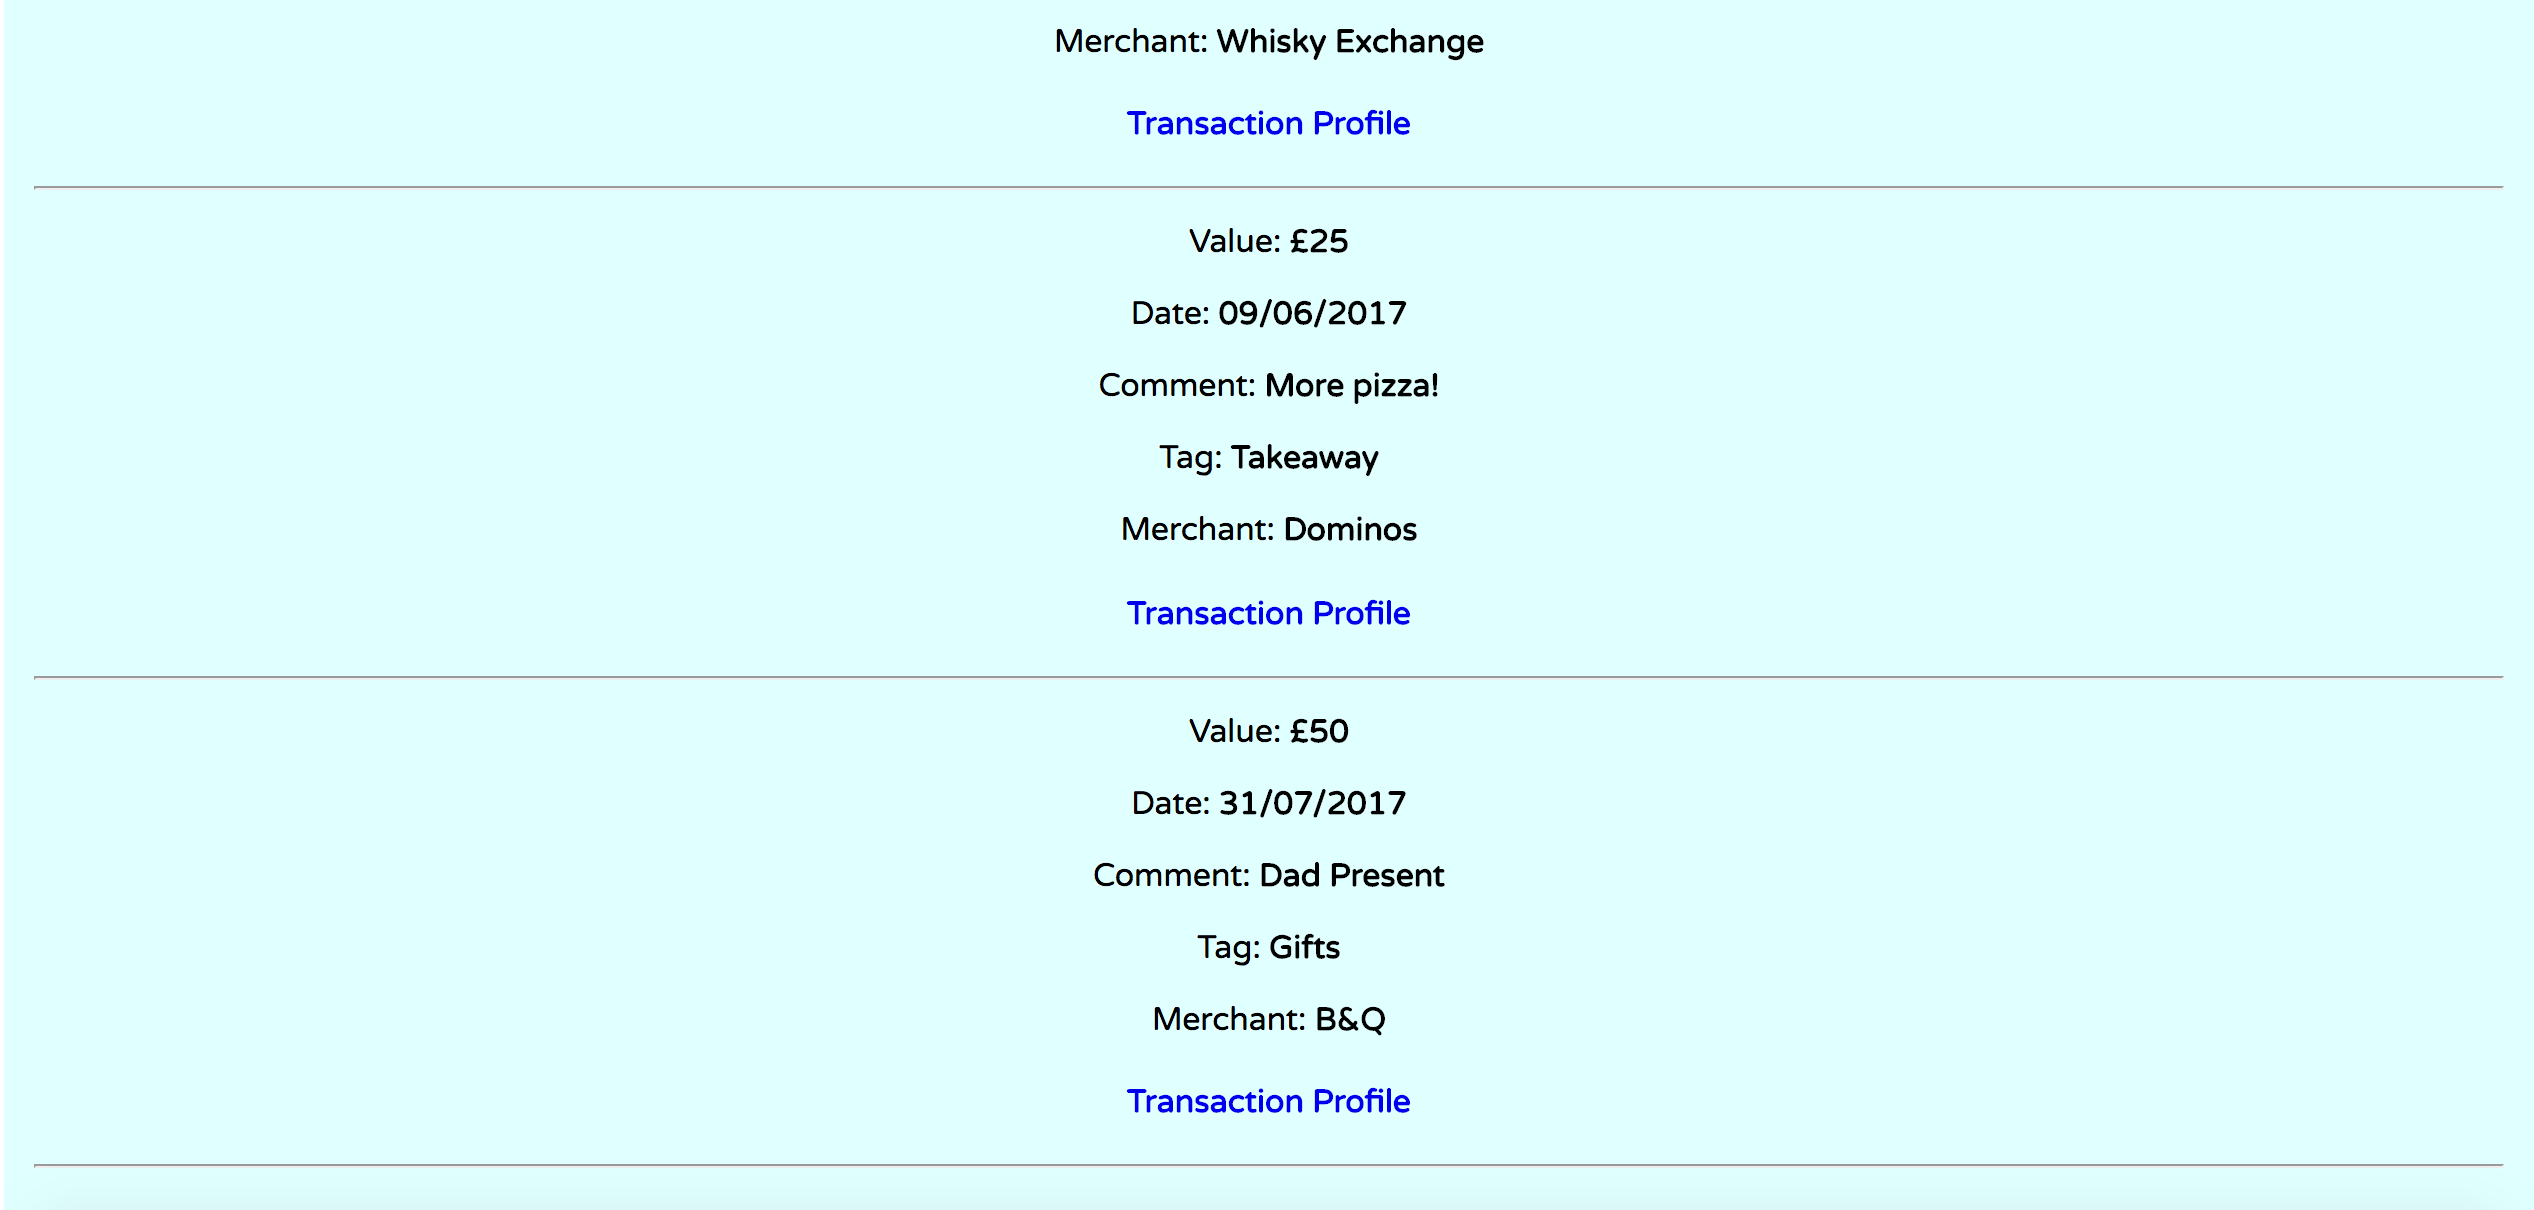 Merchant: Whisky Exchange
Transaction Profile
Value: £25
Date: 09/06/2017
Comment: More pizza!
Tag: Takeaway
Merchant: Dominos
Transaction Profile
Value: £50
Date: 31/07/2017
Comment: Dad Present
Tag: Gifts
Merchant: B&Q
Transaction Profile